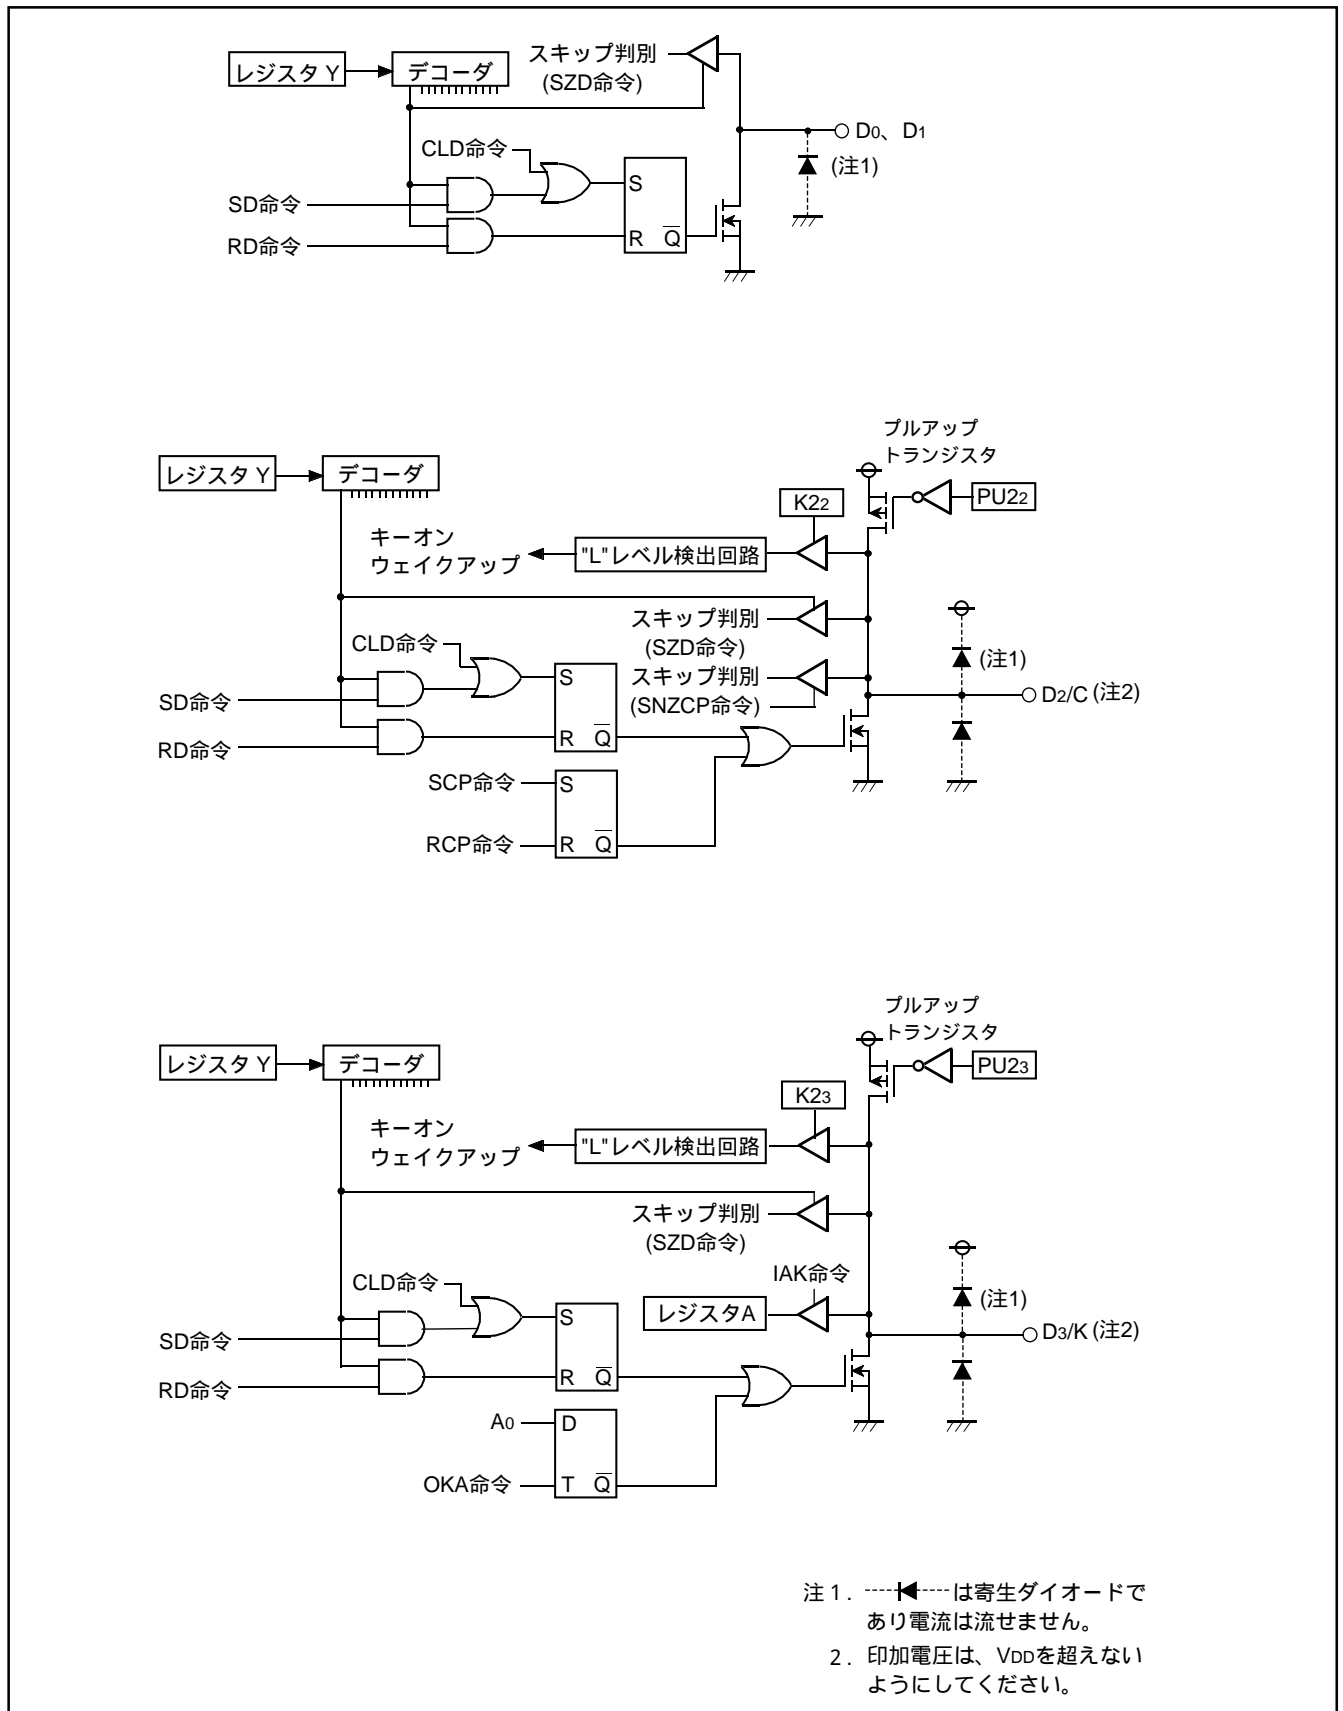 スキップ判別
(SZD命令)
レジスタ Y
デコーダ
D0、D1
(注1)
CLD命令
SD命令
RD命令
S
R Q
プルアップ
トランジスタ
レジスタ Y
デコーダ
K22
PU22
キーオン
ウェイクアップ
"L"レベル検出回路
スキップ判別
(SZD命令)
スキップ判別
(SNZCP命令)
CLD命令
SD命令
RD命令
S
R Q
(注1)
D2/C (注2)
SCP命令
RCP命令
S
R Q
プルアップ
トランジスタ
レジスタ Y
デコーダ
K23
PU23
キーオン
ウェイクアップ
"L"レベル検出回路
スキップ判別
(SZD命令)
IAK命令
レジスタA
CLD命令
SD命令
RD命令
S
R Q
(注1)
D3/K (注2)
A0
OKA命令
D
T Q
注 1 . は寄生ダイオードで
あり電流は流せません。
2 . 印加電圧は、VDDを超えない
ようにしてください。